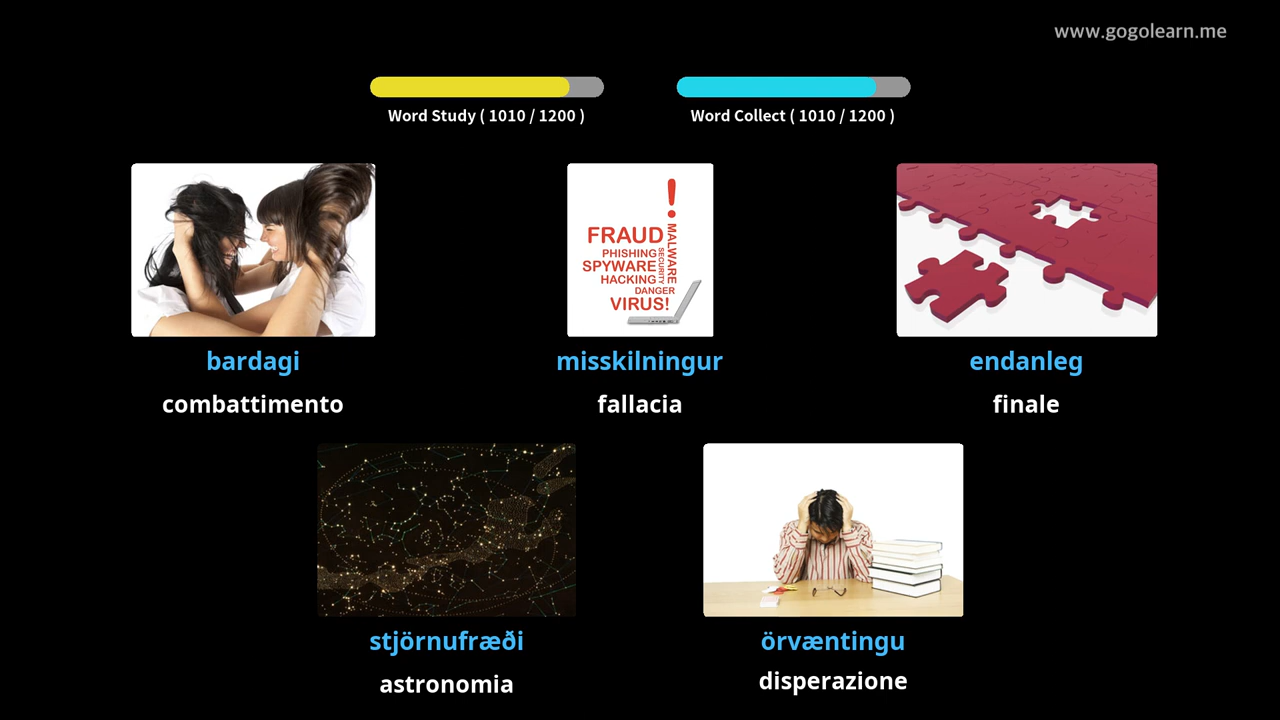 www.gogolearn.me
Word Study ( 1010 / 1200 )
Word Collect ( 1010 / 1200 )
!
FRAUD
MALWARE
PHISHING
SECURITY
SPYWARE
HACKING
DANGER
VIRUS!
bardagi
misskilningur
endanleg
combattimento
fallacia
finale
stjörnufræði
örvæntingu
astronomia
disperazione